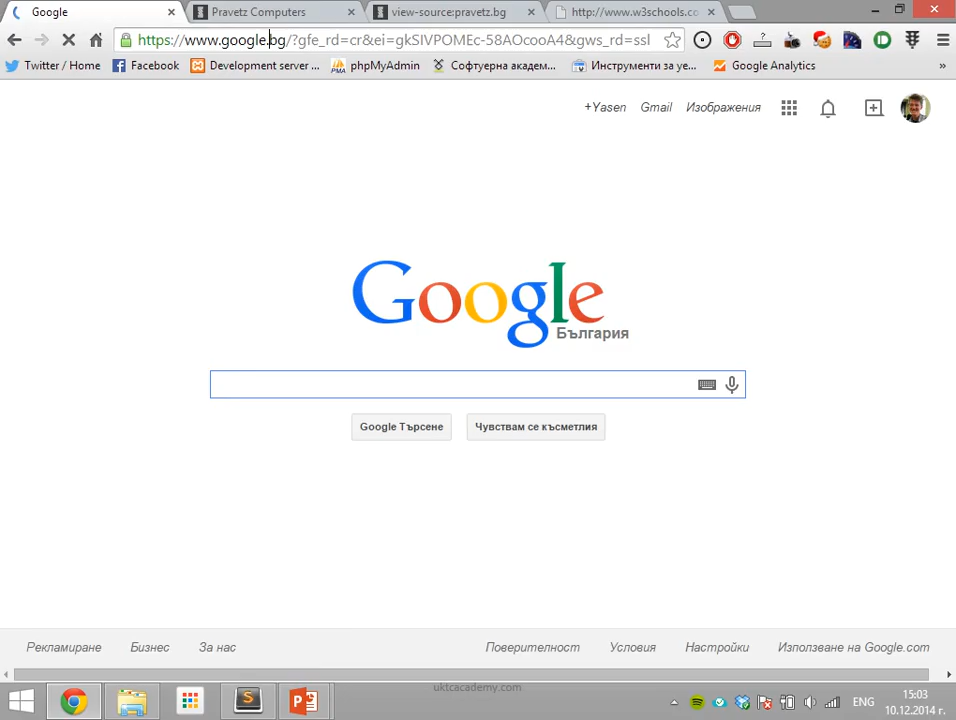 Google
Pravetz Computers
view-source:pravetz.bg
http://www.w3schools.co
https://www.google.bg/?gfe_rd=cr&ei=gkSIVPOMEc-58AOcooA4&gws_rd=ssl
Twitter / Home
Facebook
Development server ...
PMA
phpMyAdmin
Софтуерна академ...
Инструменти за уе...
Google Analytics
»
+Yasen
Gmail
Изображения
Google
България
Google Търсене
Чувствам се късметлия
Рекламиране
Бизнес
За нас
Поверителност
Условия
Настройки
Използване на Google.com
uktcacademy.com
ENG
15:03
10.12.2014 г.